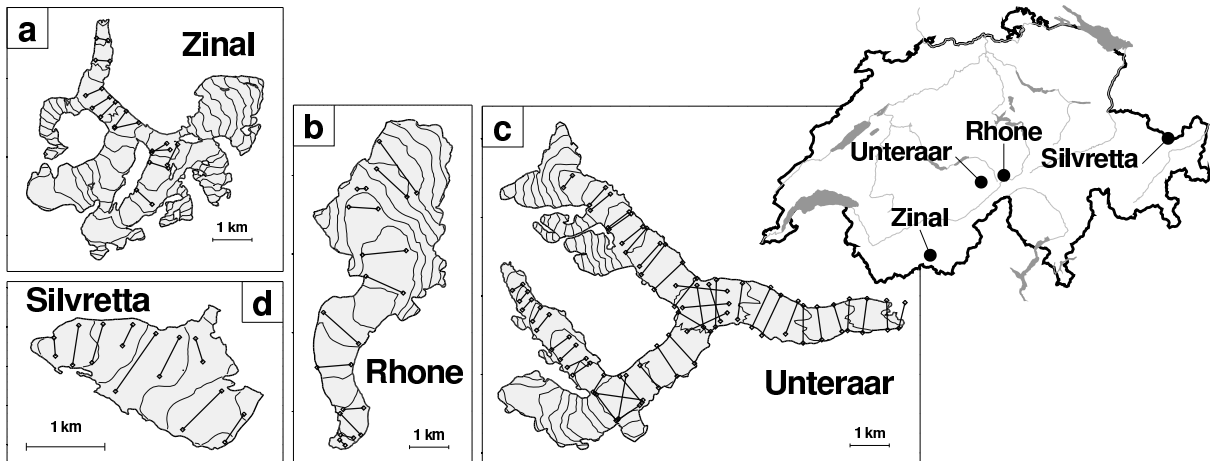 a
Zinal
1 km
Silvretta
d
1 km
b
Rhone
1 km
c
Unteraar
1 km
Rhone
Unteraar
Silvretta
Zinal